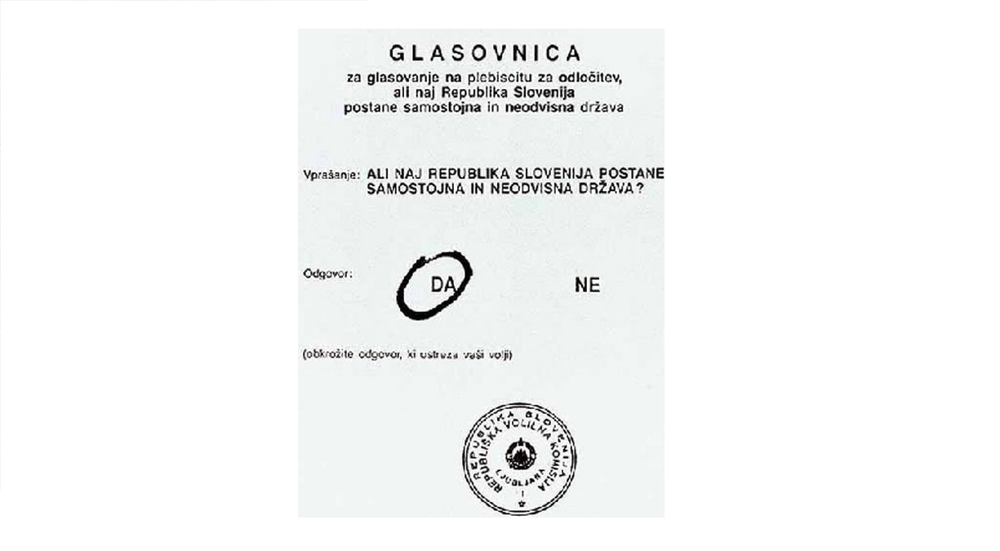 GLASOVNICA
za glasovanje na plebiscitu za odločitev,
ali naj Republika Slovenija
postane samostojna in neodvisna država
Vprašanje: ALI NAJ REPUBLIKA SLOVENIJA POSTANE
SAMOSTOJNA IN NEODVISNA DRŽAVA?
Odgovor:
DA NE
(obkrožite odgovor, ki ustreza vaši volji)
REPUBLIKA SLOVENIJA
REPUBLIŠKA VOLILNA KOMISIJA
LJUBLJANA
1